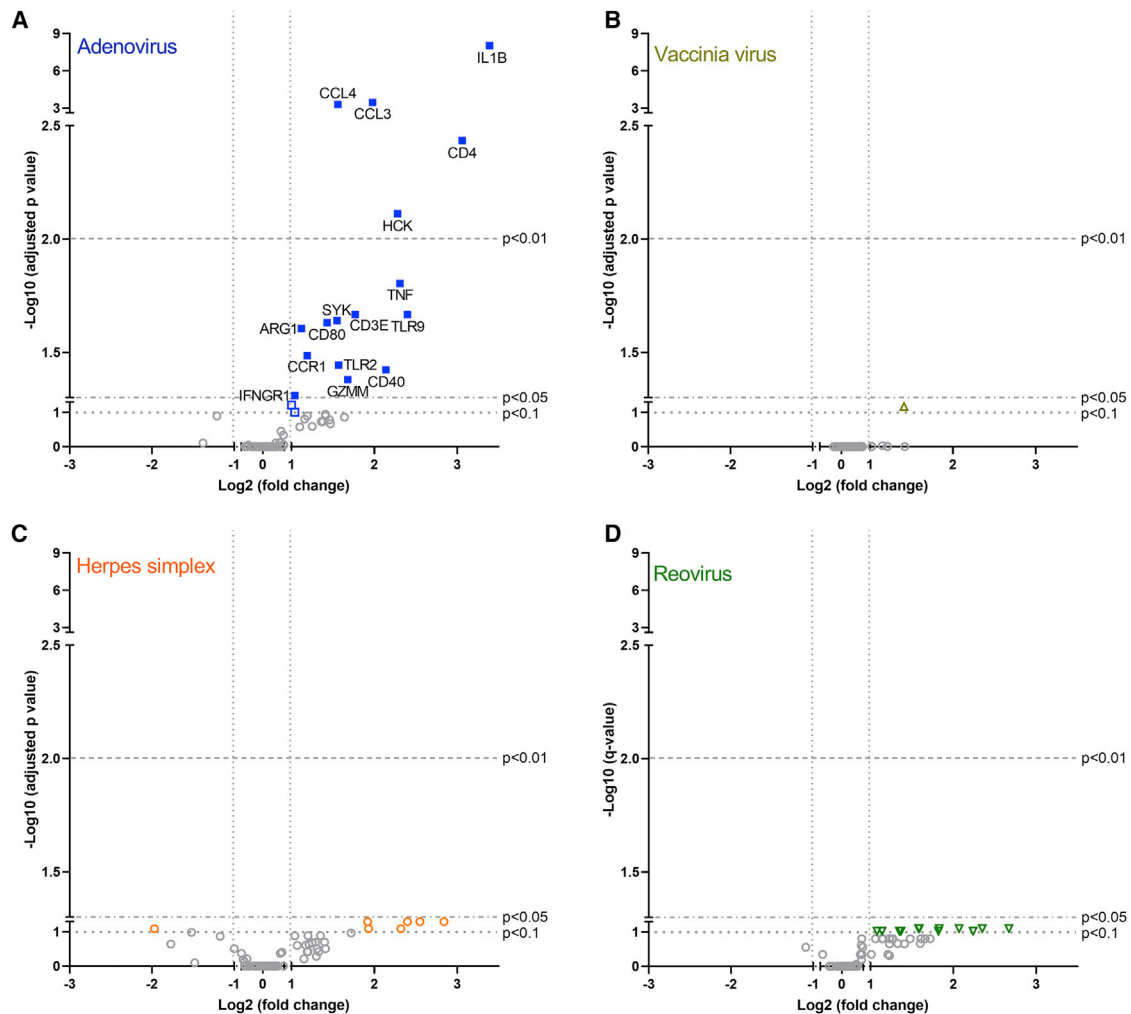 A
Adenovirus
9
6
3
2.5
2.0
1.5
1
0
-Log10 (adjusted p value)
IL1B
CCL4
CCL3
CD4
HCK
p<0.01
TNF
SYK
CD3E
TLR9
ARG1
CD80
CCR1
TLR2
CD40
GZMM
IFNGR1
p<0.05
p<0.1
-3 -2 -1 0 1 2 3
Log2 (fold change)
B
Vaccinia virus
9
6
3
2.5
2.0
1.5
1
0
-Log10 (adjusted p value)
p<0.01
p<0.05
p<0.1
-3 -2 -1 0 1 2 3
Log2 (fold change)
C
Herpes simplex
9
6
3
2.5
2.0
1.5
1
0
-Log10 (adjusted p value)
p<0.01
p<0.05
p<0.1
-3 -2 -1 0 1 2 3
Log2 (fold change)
D
Reovirus
9
6
3
2.5
2.0
1.5
1
0
-Log10 (q-value)
p<0.01
p<0.05
p<0.1
-3 -2 -1 0 1 2 3
Log2 (fold change)